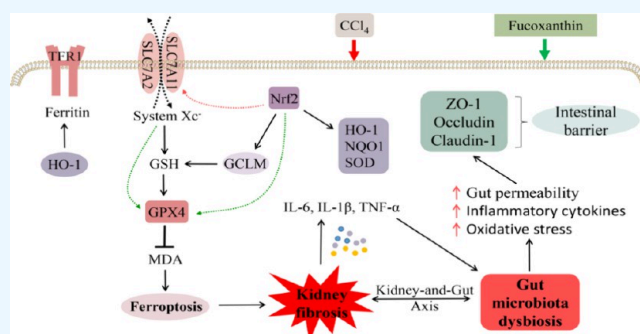 CCl₄
Fucoxanthin
TFR1
SLC7A2
SLC7A11
Ferritin
System Xc⁻
Nrf2
HO-1
GSH
GCLM
HO-1
NQO1
SOD
ZO-1
Occludin
Claudin-1
Intestinal
barrier
GPX4
IL-6, IL-1β, TNF-α
↑ Gut permeability
↑ Inflammatory cytokines
↑ Oxidative stress
MDA
Ferroptosis
Kidney
fibrosis
Kidney-and-Gut
Axis
Gut
microbiota
dysbiosis